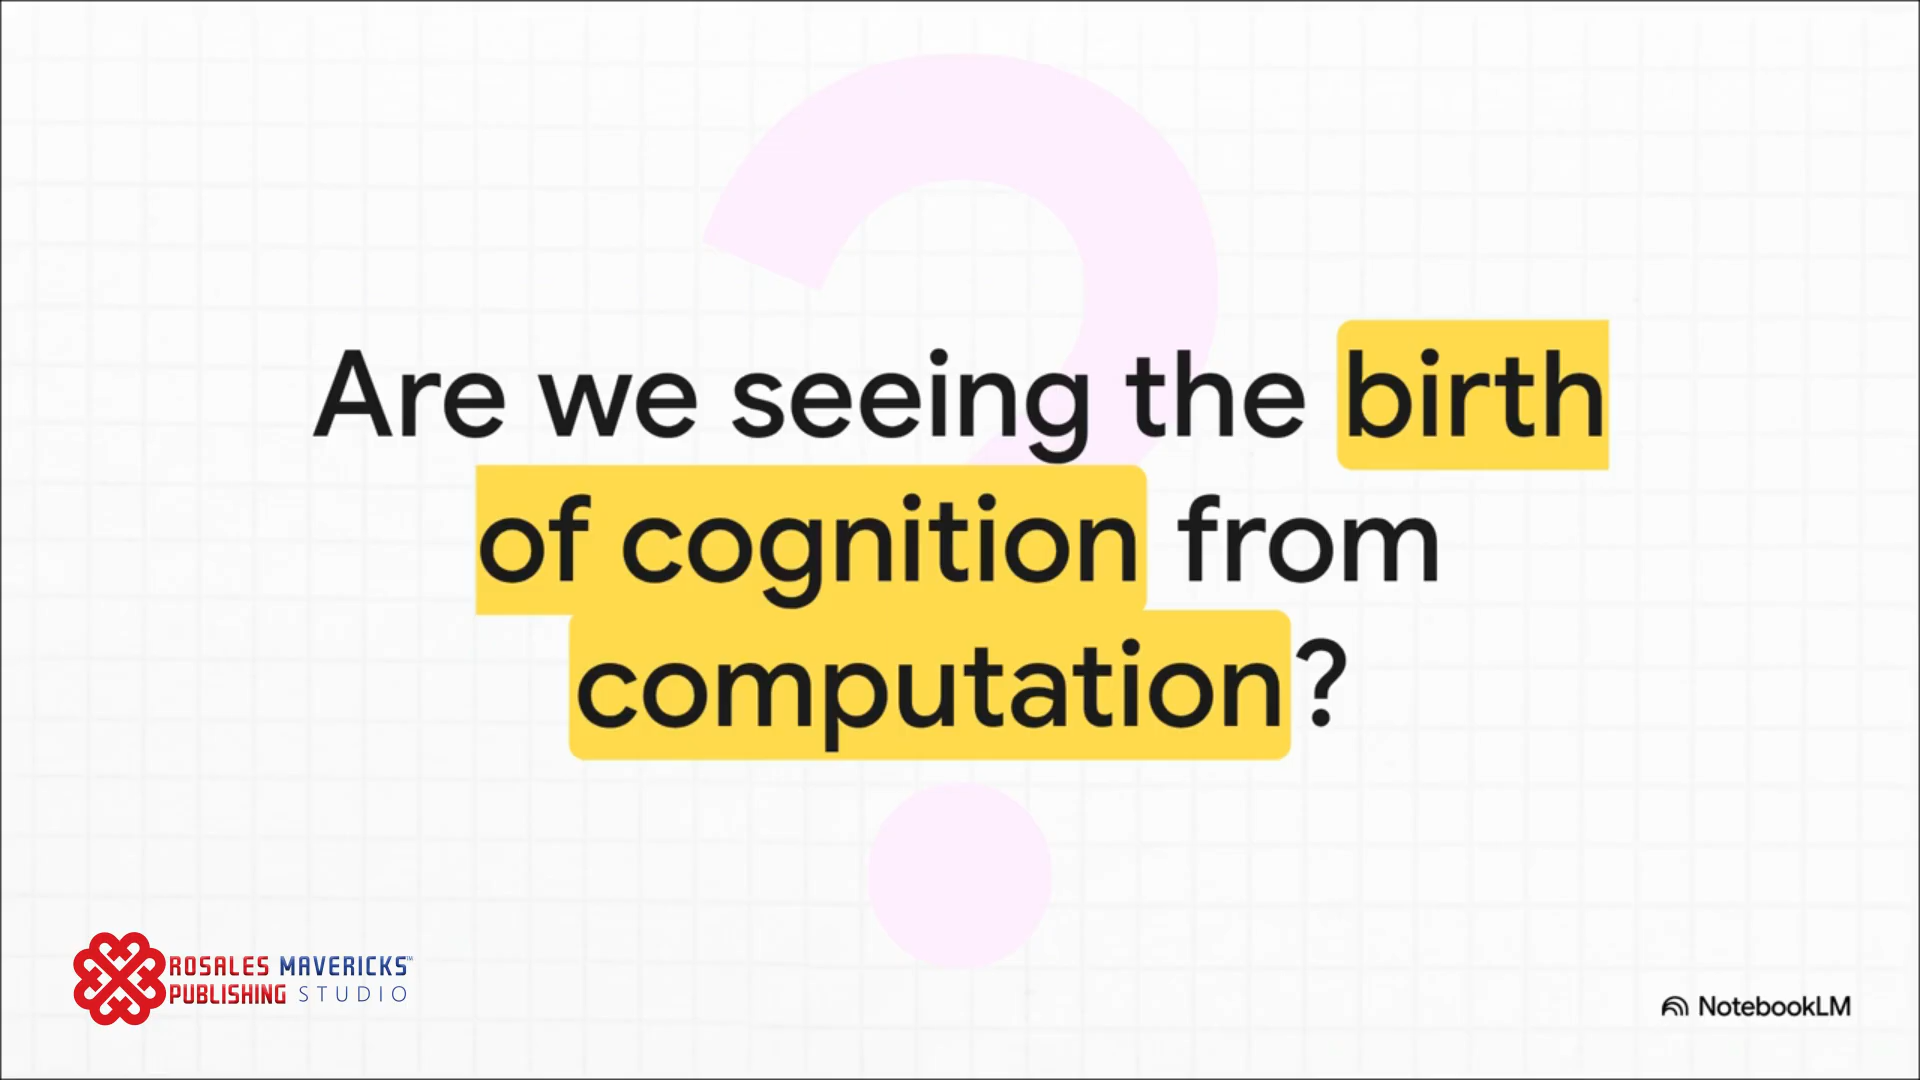 Are we seeing the birth
of cognition from
computation?
ROSALES MAVERICKS™
PUBLISHING STUDIO
NotebookLM